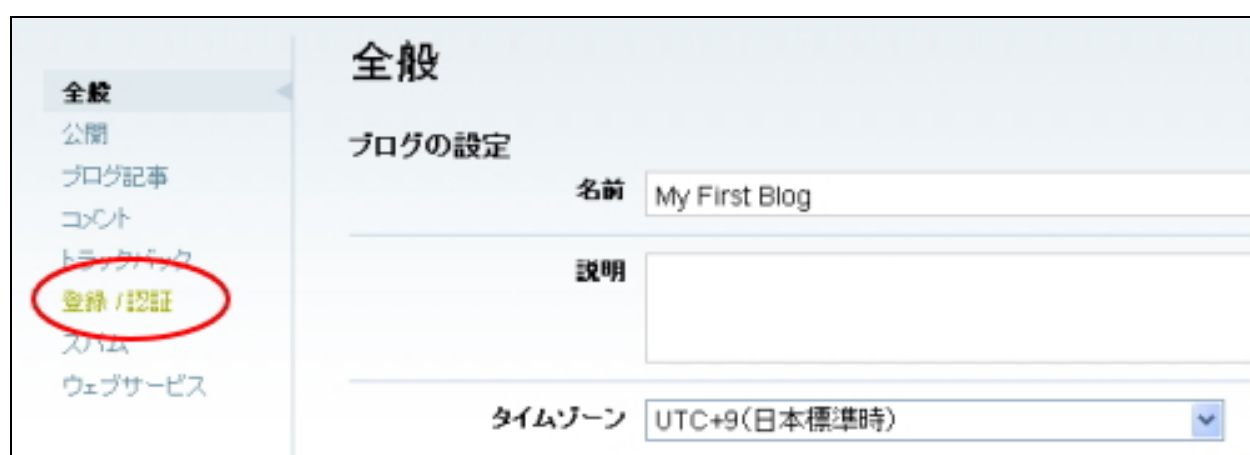 全般
公開
ブログ記事
コメント
トラックバック
登録 / 認証
スパム
ウェブサービス
全般
ブログの設定
名前 My First Blog
説明
タイムゾーン UTC+9(日本標準時)